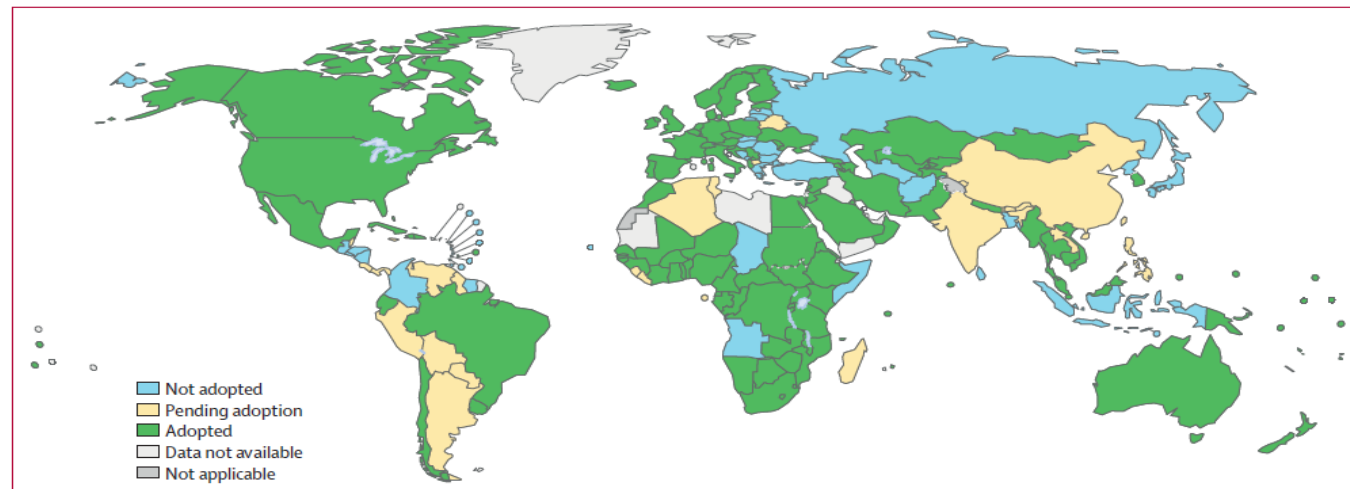 Not adopted
Pending adoption
Adopted
Data not available
Not applicable